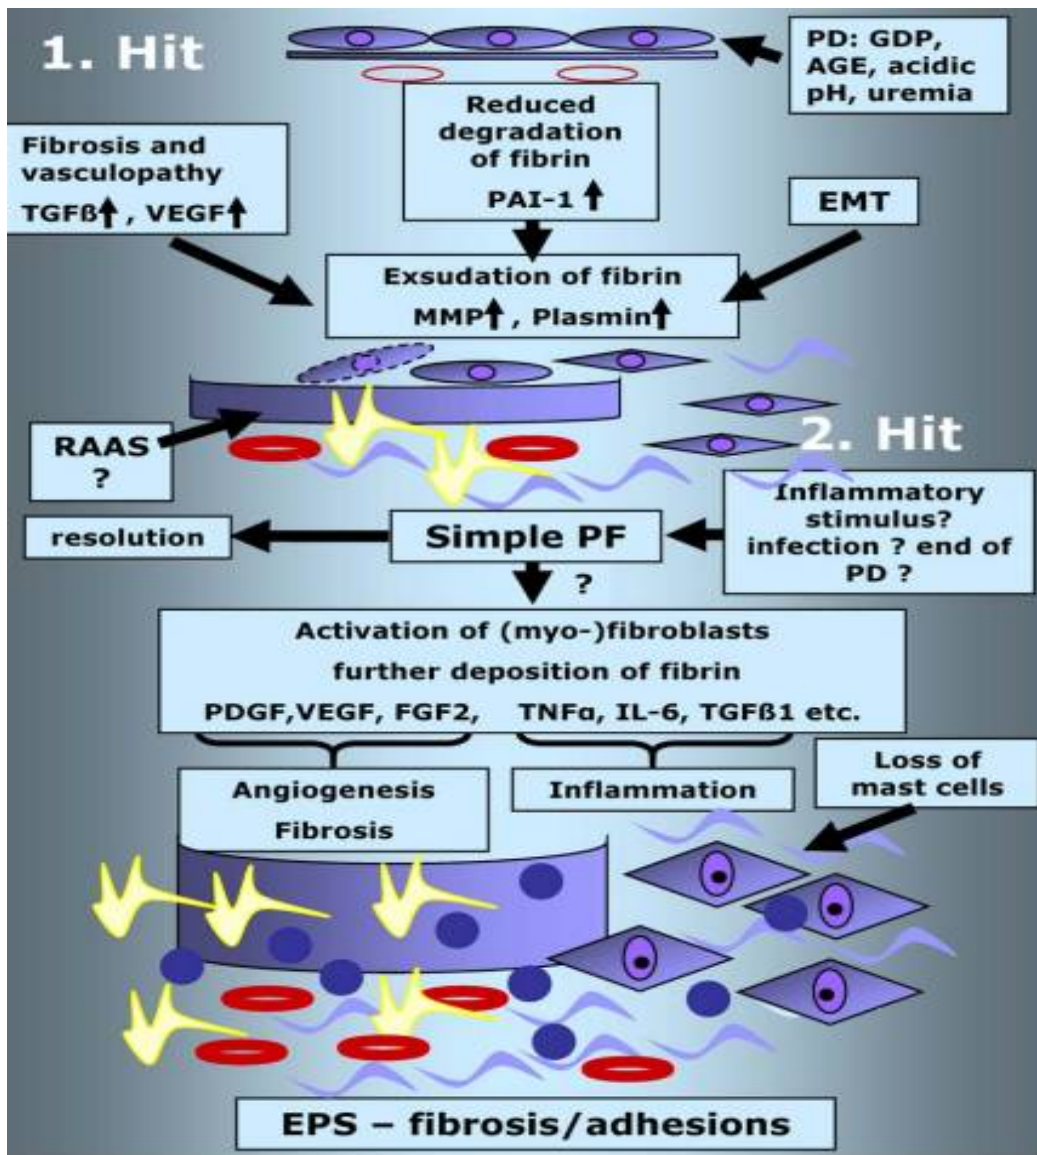 1. Hit
PD: GDP,
AGE, acidic
pH, uremia
Reduced
degradation
of fibrin
PAI-1 ↑
Fibrosis and
vasculopathy
TGFß↑ , VEGF↑
EMT
Exsudation of fibrin
MMP↑ , Plasmin↑
RAAS
?
2. Hit
Inflammatory
stimulus?
infection ? end of
PD ?
resolution
Simple PF
?
Activation of (myo-)fibroblasts
further deposition of fibrin
PDGF,VEGF, FGF2, TNFα, IL-6, TGFß1 etc.
Angiogenesis
Fibrosis
Inflammation
Loss of
mast cells
EPS – fibrosis/adhesions